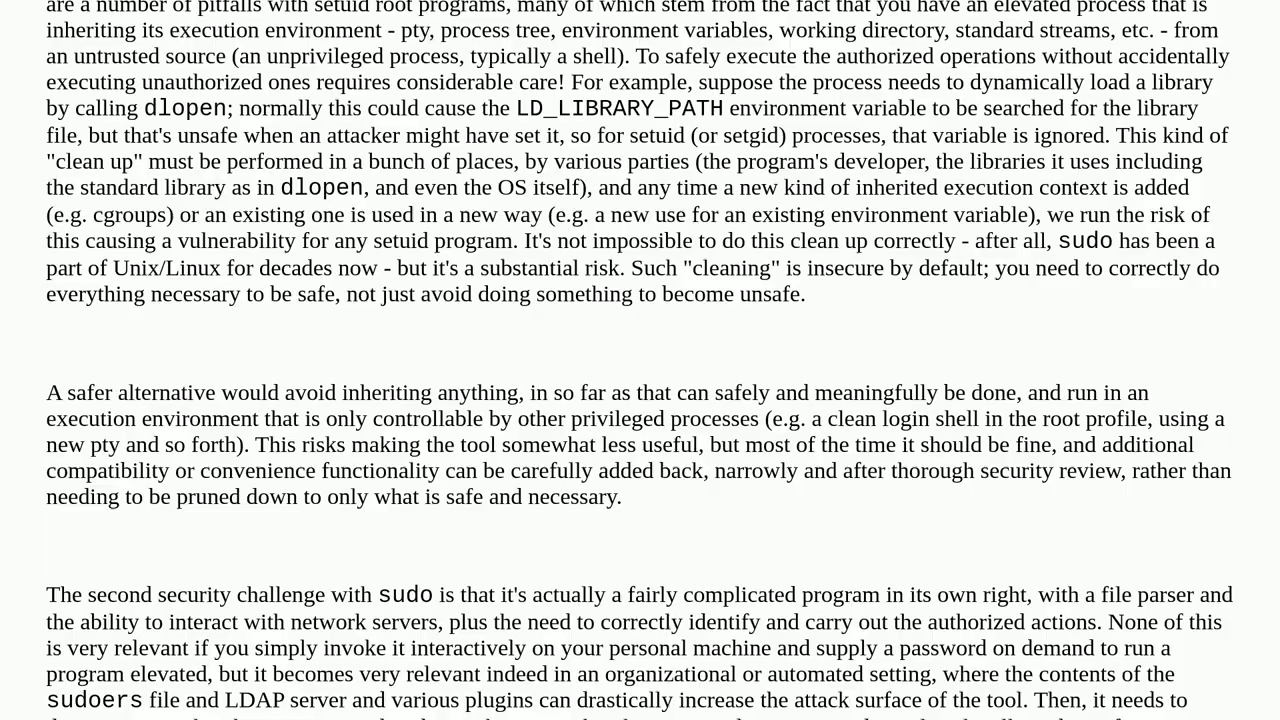 are a number of pitfalls with setuid root programs, many of which stem from the fact that you have an elevated process that is
inheriting its execution environment - pty, process tree, environment variables, working directory, standard streams, etc. - from
an untrusted source (an unprivileged process, typically a shell). To safely execute the authorized operations without accidentally
executing unauthorized ones requires considerable care! For example, suppose the process needs to dynamically load a library
by calling dlopen; normally this could cause the LD_LIBRARY_PATH environment variable to be searched for the library
file, but that's unsafe when an attacker might have set it, so for setuid (or setgid) processes, that variable is ignored. This kind of
"clean up" must be performed in a bunch of places, by various parties (the program's developer, the libraries it uses including
the standard library as in dlopen, and even the OS itself), and any time a new kind of inherited execution context is added
(e.g. cgroups) or an existing one is used in a new way (e.g. a new use for an existing environment variable), we run the risk of
this causing a vulnerability for any setuid program. It's not impossible to do this clean up correctly - after all, sudo has been a
part of Unix/Linux for decades now - but it's a substantial risk. Such "cleaning" is insecure by default; you need to correctly do
everything necessary to be safe, not just avoid doing something to become unsafe.
A safer alternative would avoid inheriting anything, in so far as that can safely and meaningfully be done, and run in an
execution environment that is only controllable by other privileged processes (e.g. a clean login shell in the root profile, using a
new pty and so forth). This risks making the tool somewhat less useful, but most of the time it should be fine, and additional
compatibility or convenience functionality can be carefully added back, narrowly and after thorough security review, rather than
needing to be pruned down to only what is safe and necessary.
The second security challenge with sudo is that it's actually a fairly complicated program in its own right, with a file parser and
the ability to interact with network servers, plus the need to correctly identify and carry out the authorized actions. None of this
is very relevant if you simply invoke it interactively on your personal machine and supply a password on demand to run a
program elevated, but it becomes very relevant indeed in an organizational or automated setting, where the contents of the
sudoers file and LDAP server and various plugins can drastically increase the attack surface of the tool. Then, it needs to